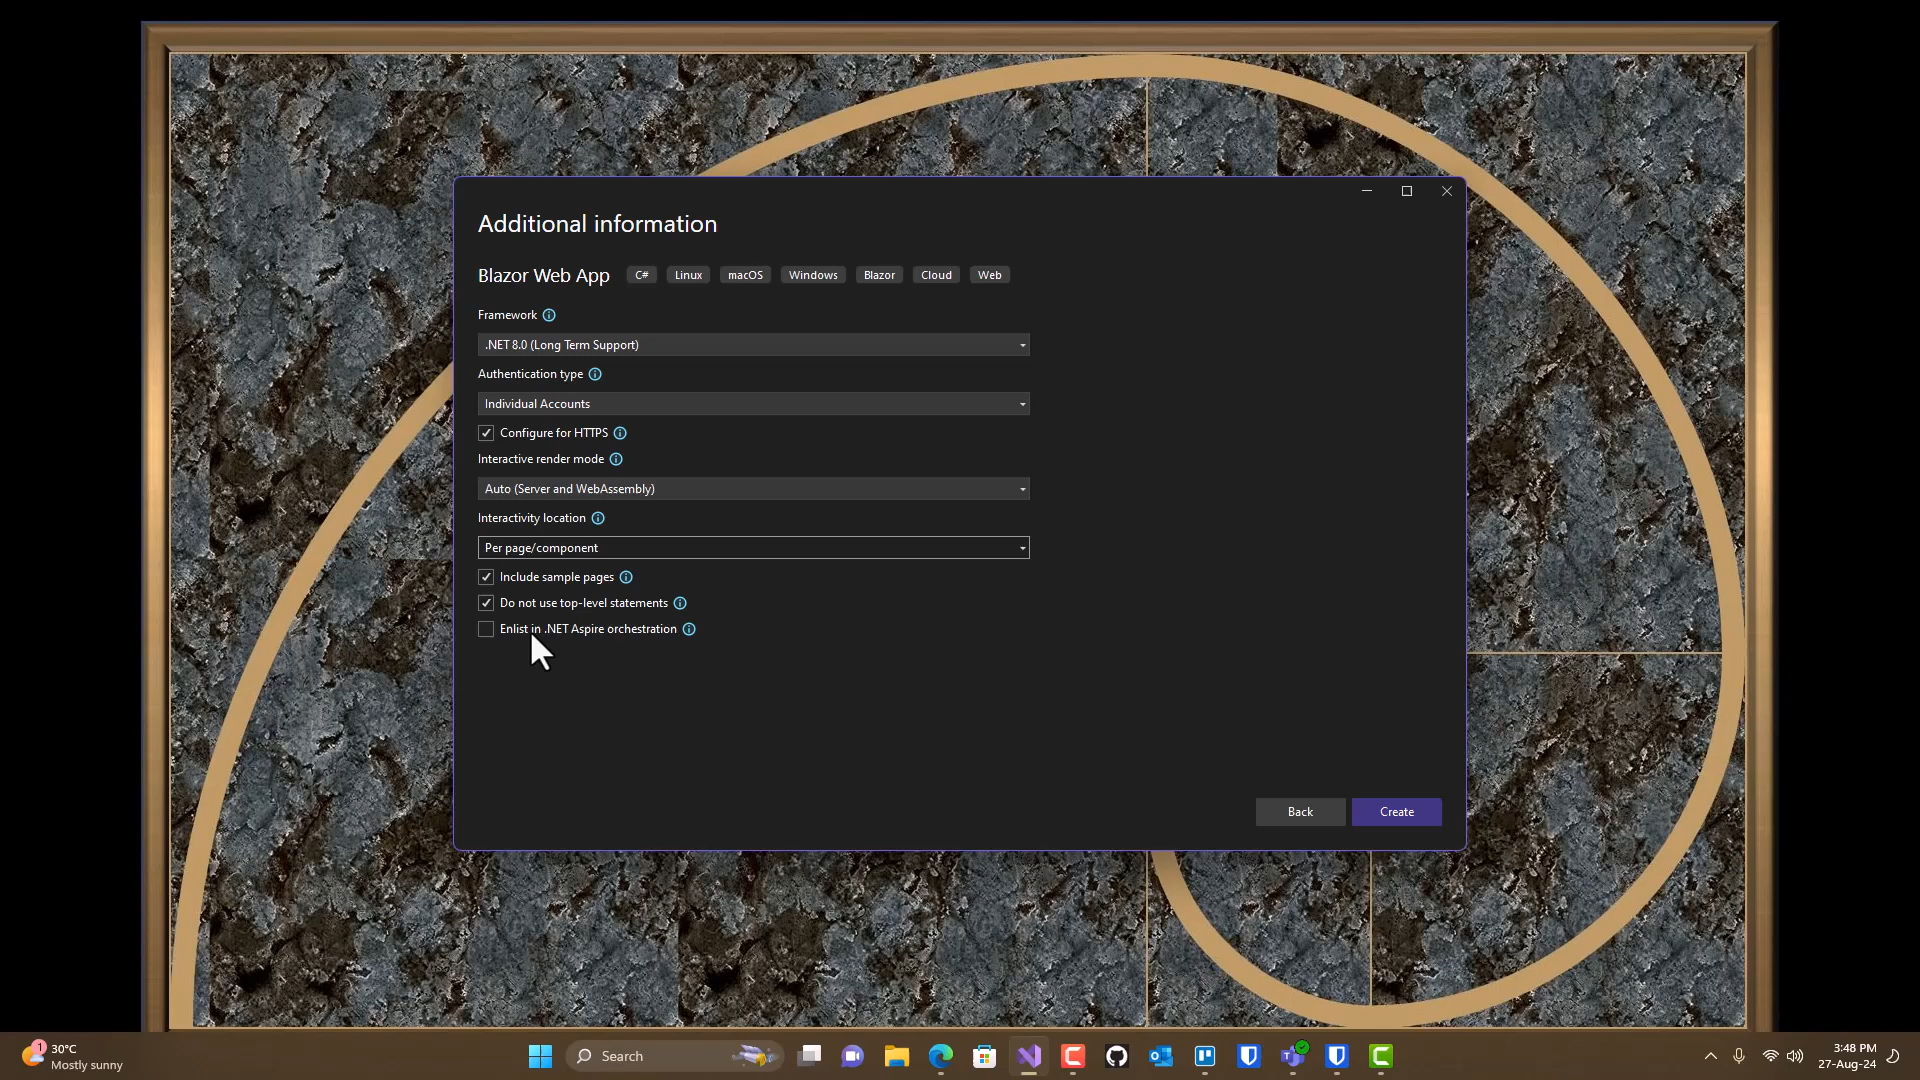 Additional information
Blazor Web App C# Linux macOS Windows Blazor Cloud Web
Framework
.NET 8.0 (Long Term Support)
Authentication type
Individual Accounts
Configure for HTTPS
Interactive render mode
Auto (Server and WebAssembly)
Interactivity location
Per page/component
Include sample pages
Do not use top-level statements
Enlist in .NET Aspire orchestration
Back Create
1
30°C
Mostly sunny
Search
3:48 PM
27-Aug-24